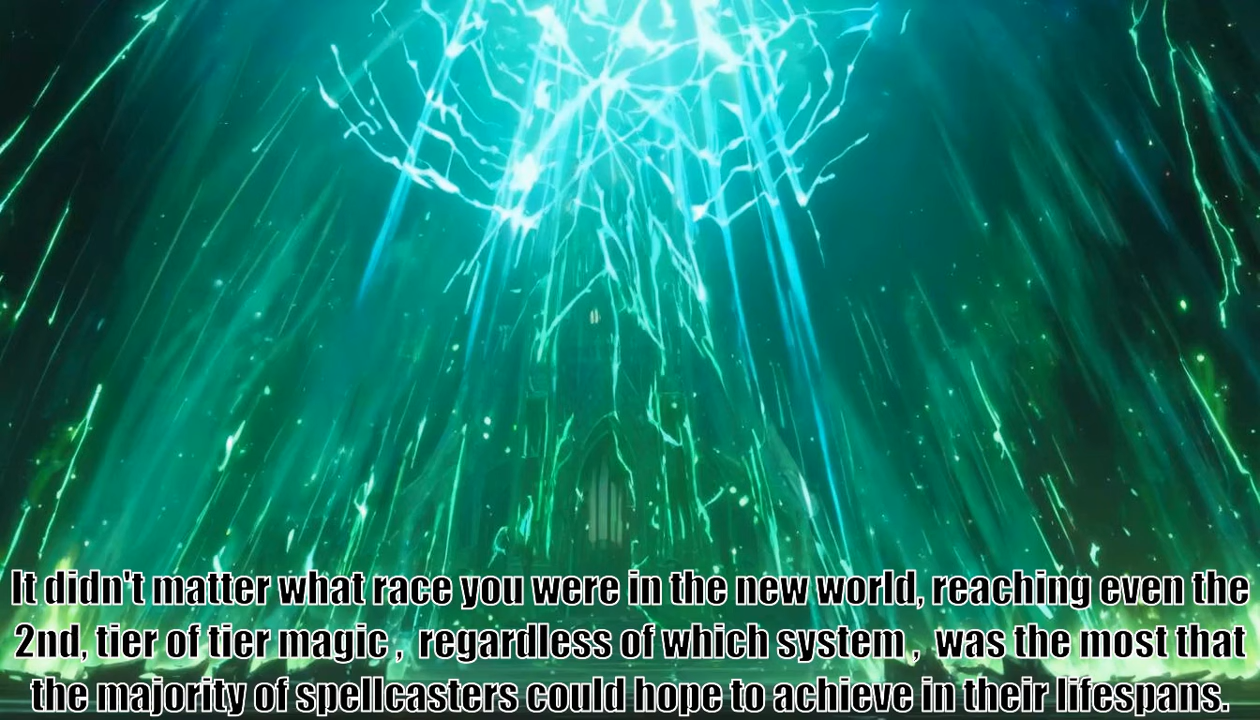 It didn't matter what race you were in the new world, reaching even the
2nd, tier of tier magic , regardless of which system , was the most that
the majority of spellcasters could hope to achieve in their lifespans.